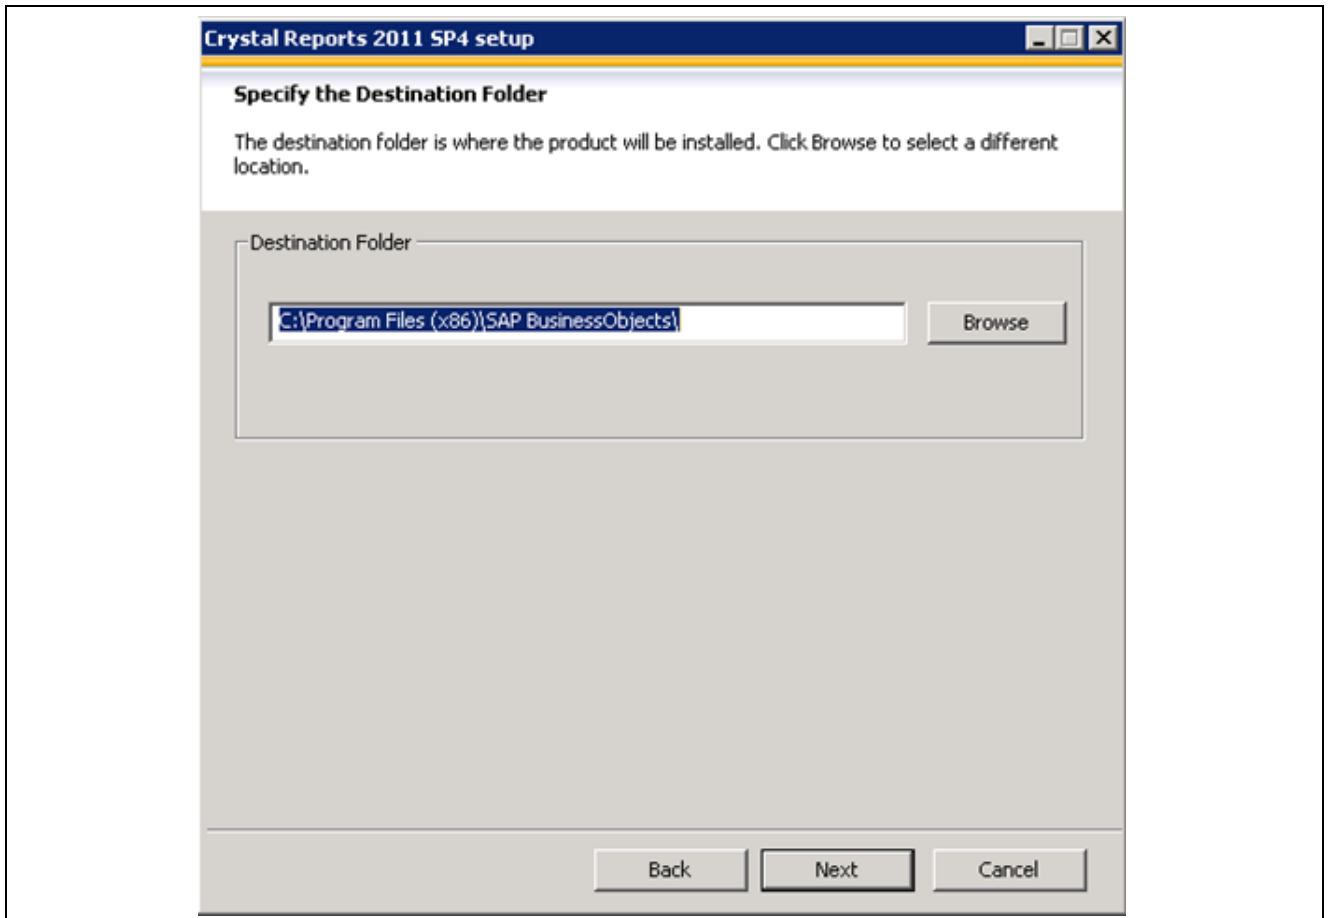 Crystal Reports 2011 SP4 setup
Specify the Destination Folder
The destination folder is where the product will be installed. Click Browse to select a different
location.
Destination Folder
C:\Program Files (x86)\SAP BusinessObjects\
Browse
Back
Next
Cancel